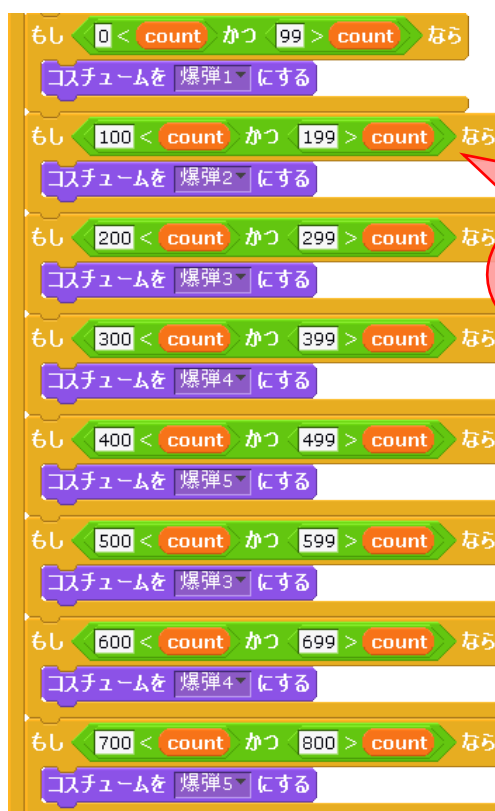 もし 0 < count かつ 99 > count なら
コスチュームを 爆弾1 にする
もし 100 < count かつ 199 > count なら
コスチュームを 爆弾2 にする
もし 200 < count かつ 299 > count なら
コスチュームを 爆弾3 にする
もし 300 < count かつ 399 > count なら
コスチュームを 爆弾4 にする
もし 400 < count かつ 499 > count なら
コスチュームを 爆弾5 にする
もし 500 < count かつ 599 > count なら
コスチュームを 爆弾3 にする
もし 600 < count かつ 699 > count なら
コスチュームを 爆弾4 にする
もし 700 < count かつ 800 > count なら
コスチュームを 爆弾5 にする